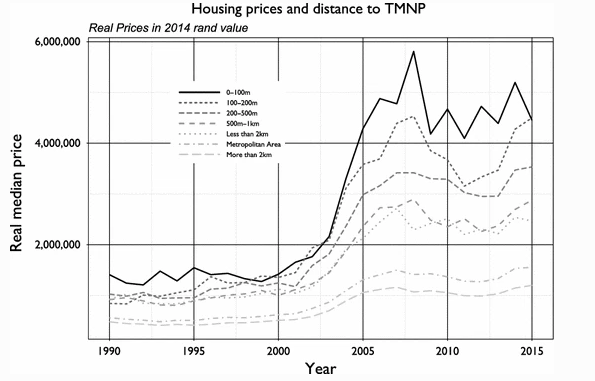 Housing prices and distance to TMNP
Real Prices in 2014 rand value
6,000,000
4,000,000
2,000,000
Real median price
0–100m
100–200m
200–500m
500m–1km
Less than 2km
Metropolitan Area
More than 2km
1990 1995 2000 2005 2010 2015
Year